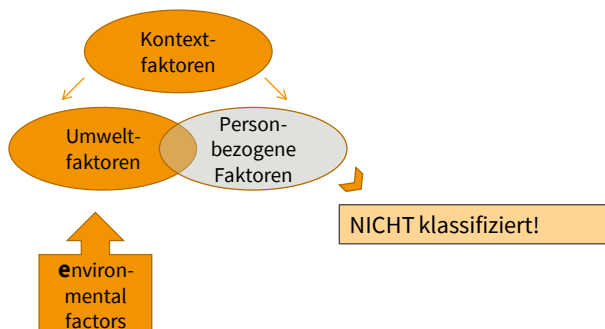 Kontext-
faktoren
Umwelt-
faktoren
Person-
bezogene
Faktoren
NICHT klassifiziert!
environ-
mental
factors